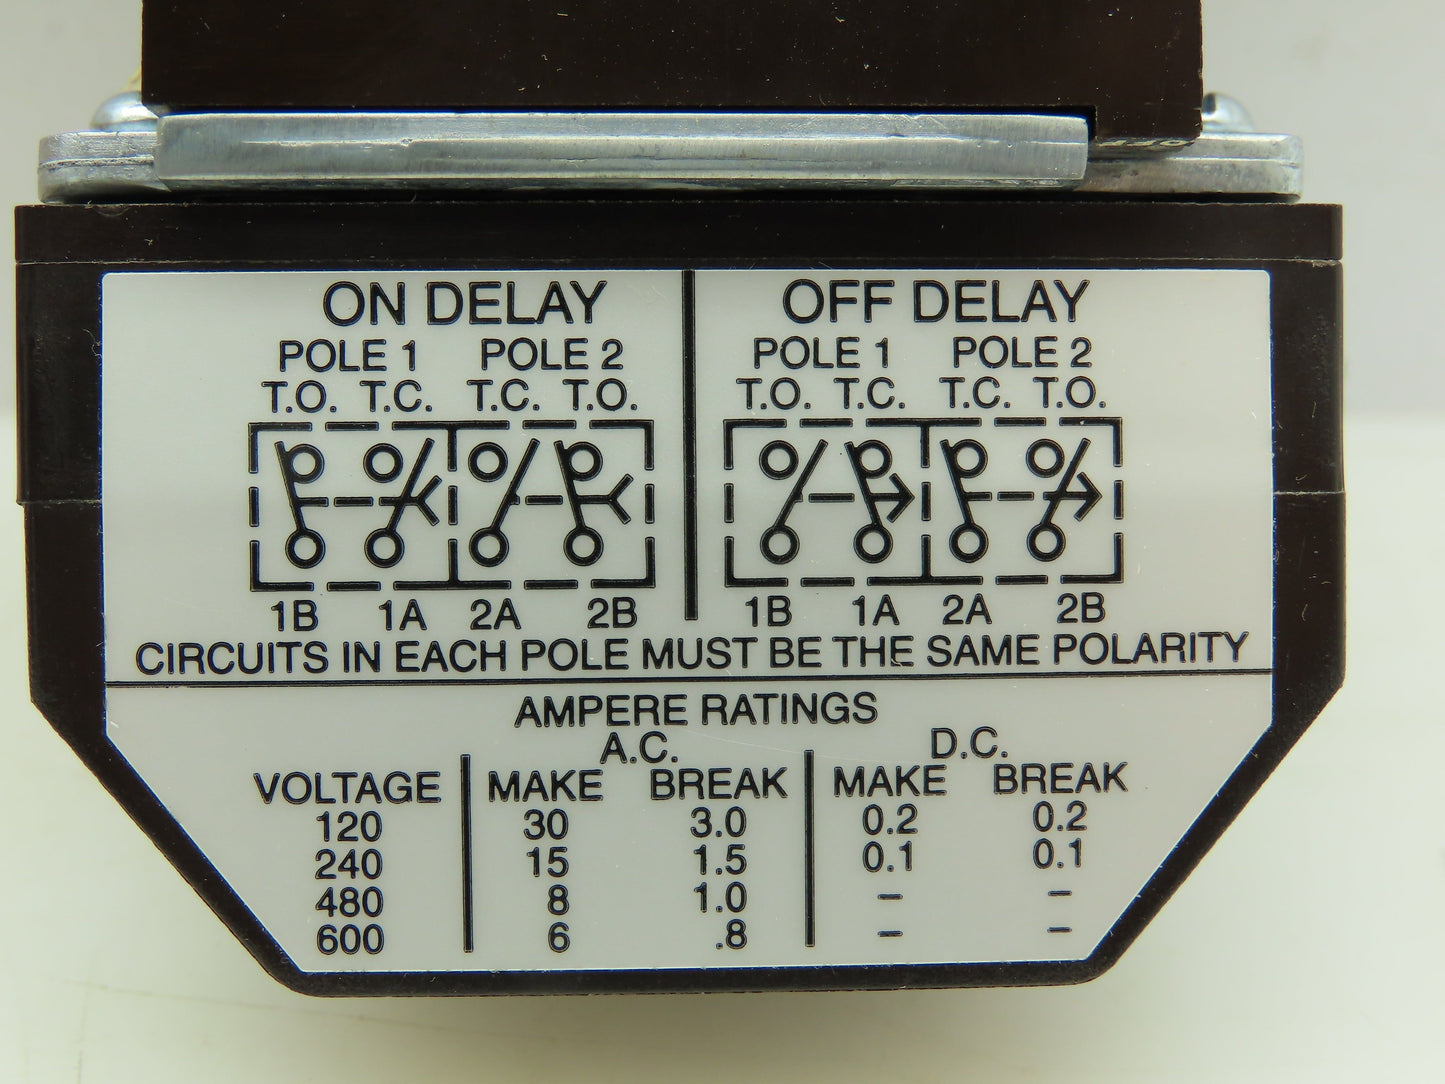 ON DELAY
POLE 1 POLE 2
T.O. T.C. T.C. T.O.
1B 1A 2A 2B
OFF DELAY
POLE 1 POLE 2
T.O. T.C. T.C. T.O.
1B 1A 2A 2B
CIRCUITS IN EACH POLE MUST BE THE SAME POLARITY
AMPERE RATINGS
A.C. D.C.
VOLTAGE MAKE BREAK MAKE BREAK
120 30 3.0 0.2 0.2
240 15 1.5 0.1 0.1
480 8 1.0 – –
600 6 .8 – –